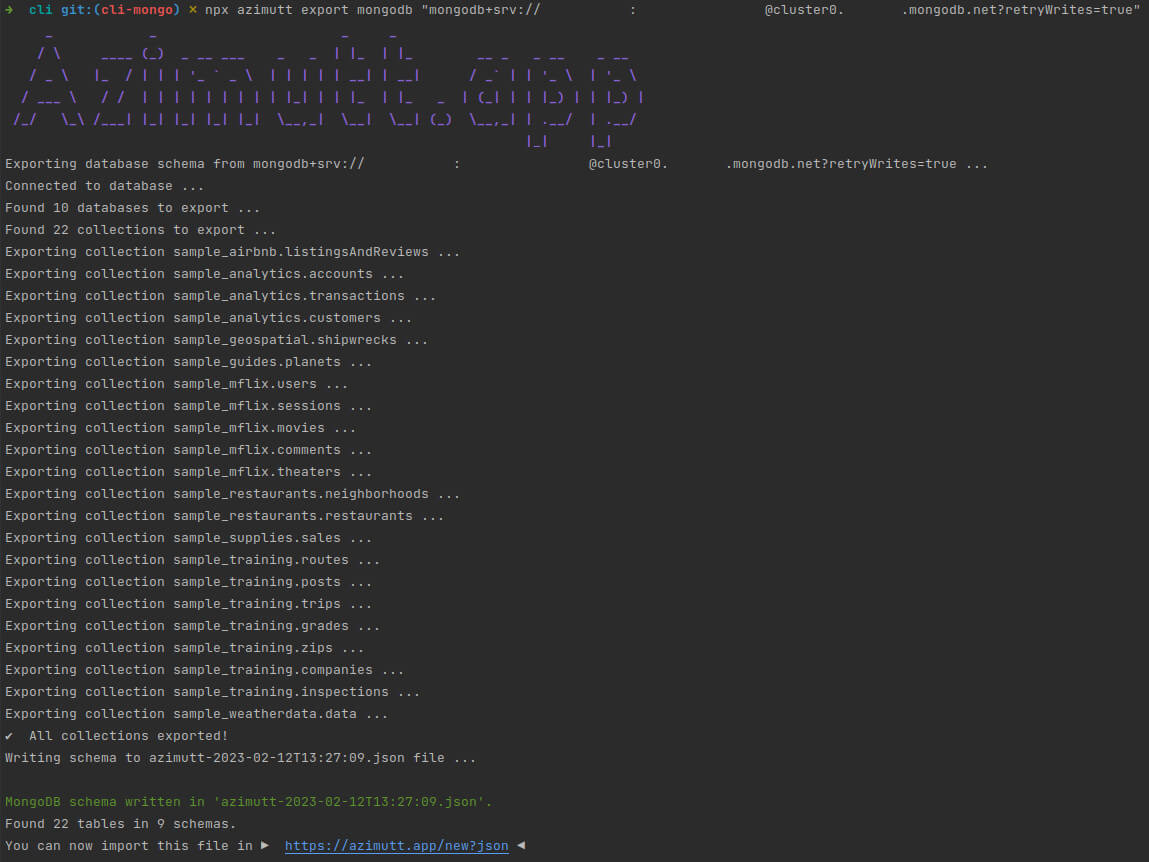 → cli git:(cli-mongo) ✗ npx azimutt export mongodb "mongodb+srv:// : @cluster0. .mongodb.net?retryWrites=true"
Azimutt.app
Exporting database schema from mongodb+srv:// : @cluster0. .mongodb.net?retryWrites=true ...
Connected to database ...
Found 10 databases to export ...
Found 22 collections to export ...
Exporting collection sample_airbnb.listingsAndReviews ...
Exporting collection sample_analytics.accounts ...
Exporting collection sample_analytics.transactions ...
Exporting collection sample_analytics.customers ...
Exporting collection sample_geospatial.shipwrecks ...
Exporting collection sample_guides.planets ...
Exporting collection sample_mflix.users ...
Exporting collection sample_mflix.sessions ...
Exporting collection sample_mflix.movies ...
Exporting collection sample_mflix.comments ...
Exporting collection sample_mflix.theaters ...
Exporting collection sample_restaurants.neighborhoods ...
Exporting collection sample_restaurants.restaurants ...
Exporting collection sample_supplies.sales ...
Exporting collection sample_training.routes ...
Exporting collection sample_training.posts ...
Exporting collection sample_training.trips ...
Exporting collection sample_training.grades ...
Exporting collection sample_training.zips ...
Exporting collection sample_training.companies ...
Exporting collection sample_training.inspections ...
Exporting collection sample_weatherdata.data ...
✔ All collections exported!
Writing schema to azimutt-2023-02-12T13:27:09.json file ...
MongoDB schema written in 'azimutt-2023-02-12T13:27:09.json'.
Found 22 tables in 9 schemas.
You can now import this file in ► https://azimutt.app/new?json ◄